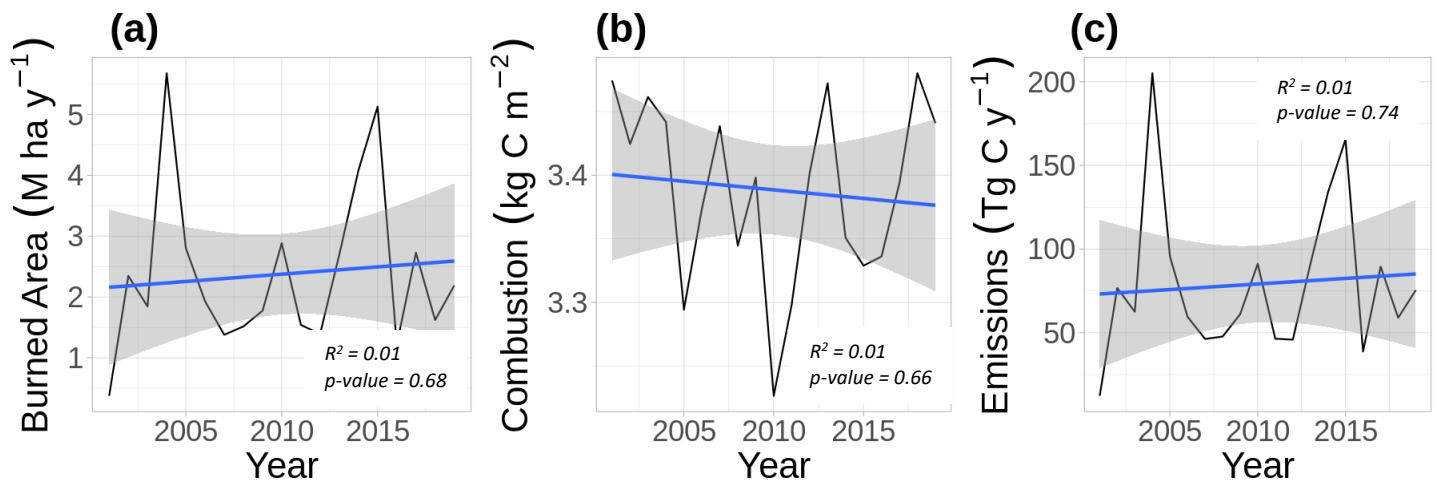 (a)
Burned Area (M ha y⁻¹)
5
4
3
2
1
R² = 0.01
p-value = 0.68
2005 2010 2015
Year
(b)
Combustion (kg C m⁻²)
3.4
3.3
R² = 0.01
p-value = 0.66
2005 2010 2015
Year
(c)
Emissions (Tg C y⁻¹)
200
150
100
50
R² = 0.01
p-value = 0.74
2005 2010 2015
Year